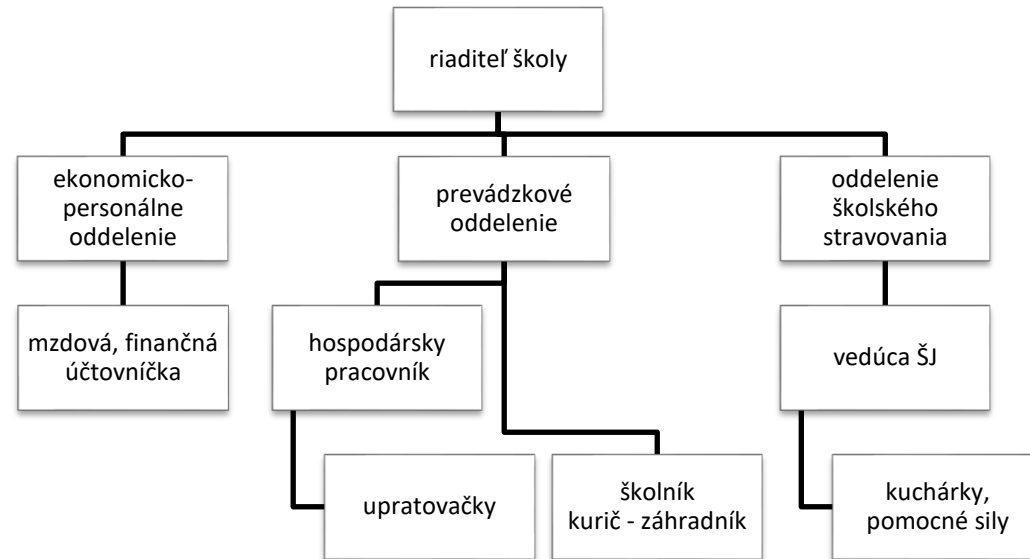 riaditeľ školy
ekonomicko-
personálne
oddelenie
prevádzkové
oddelenie
oddelenie
školského
stravovania
mzdová, finančná
účtovníčka
hospodársky
pracovník
vedúca ŠJ
upratovačky
školník
kurič - záhradník
kuchárky,
pomocné sily